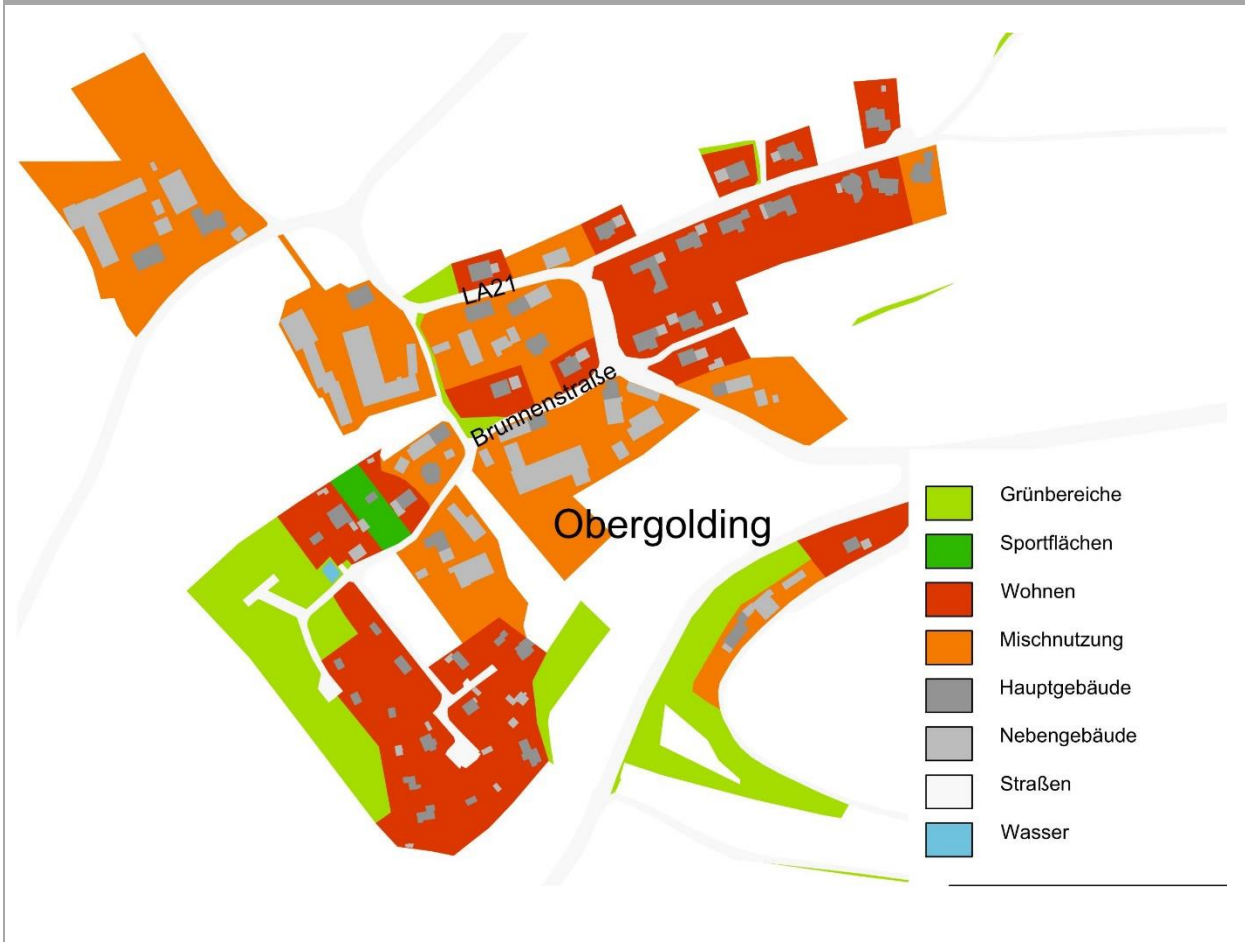 LA21
Brunnenstraße
Obergolding
Grünbereiche
Sportflächen
Wohnen
Mischnutzung
Hauptgebäude
Nebengebäude
Straßen
Wasser